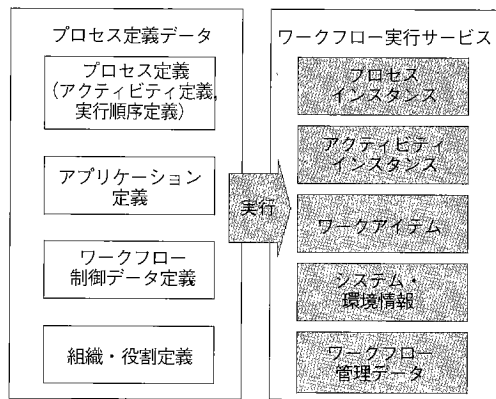 プロセス定義データ
プロセス定義
(アクティビティ定義,
実行順序定義)
アプリケーション
定義
ワークフロー
制御データ定義
組織・役割定義
実行
ワークフロー実行サービス
プロセス
インスタンス
アクティビティ
インスタンス
ワークアイテム
システム・
環境情報
ワークフロー
管理データ